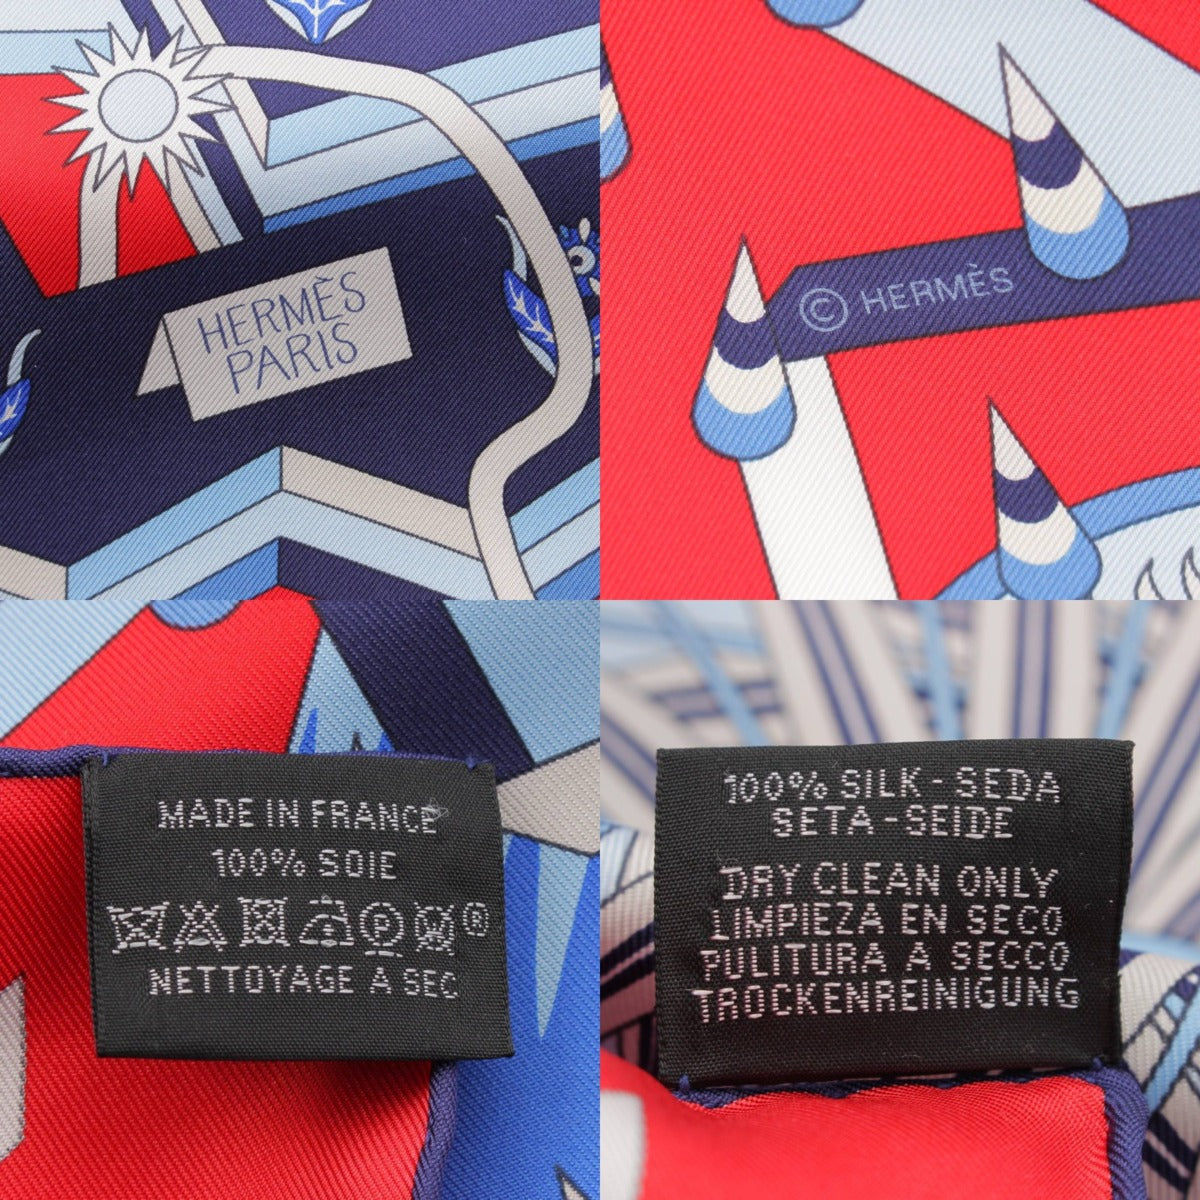 HERMÈS
PARIS
© HERMÈS
MADE IN FRANCE
100% SOIE
®
NETTOYAGE A SEC
100% SILK - SEDA
SETA - SEIDE
DRY CLEAN ONLY
LIMPIEZA EN SECO
PULITURA A SECCO
TROCKENREINIGUNG